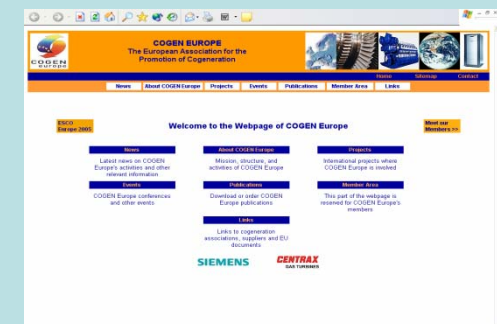 COGEN EUROPE
The European Association for the
Promotion of Cogeneration
COGEN
europe
Home Sitemap Contact
News About COGEN Europe Projects Events Publications Member Area Links
ESCO
Europe 2005
Welcome to the Webpage of COGEN Europe
Meet our
Members >>
News
Latest news on COGEN
Europe's activities and other
relevant information
About COGEN Europe
Mission, structure, and
activities of COGEN Europe
Projects
International projects where
COGEN Europe is involved
Events
COGEN Europe conferences
and other events
Publications
Download or order COGEN
Europe publications
Member Area
This part of the webpage is
reserved for COGEN Europe's
members
Links
Links to cogeneration
associations, suppliers and EU
documents
SIEMENS
CENTRAX
GAS TURBINES